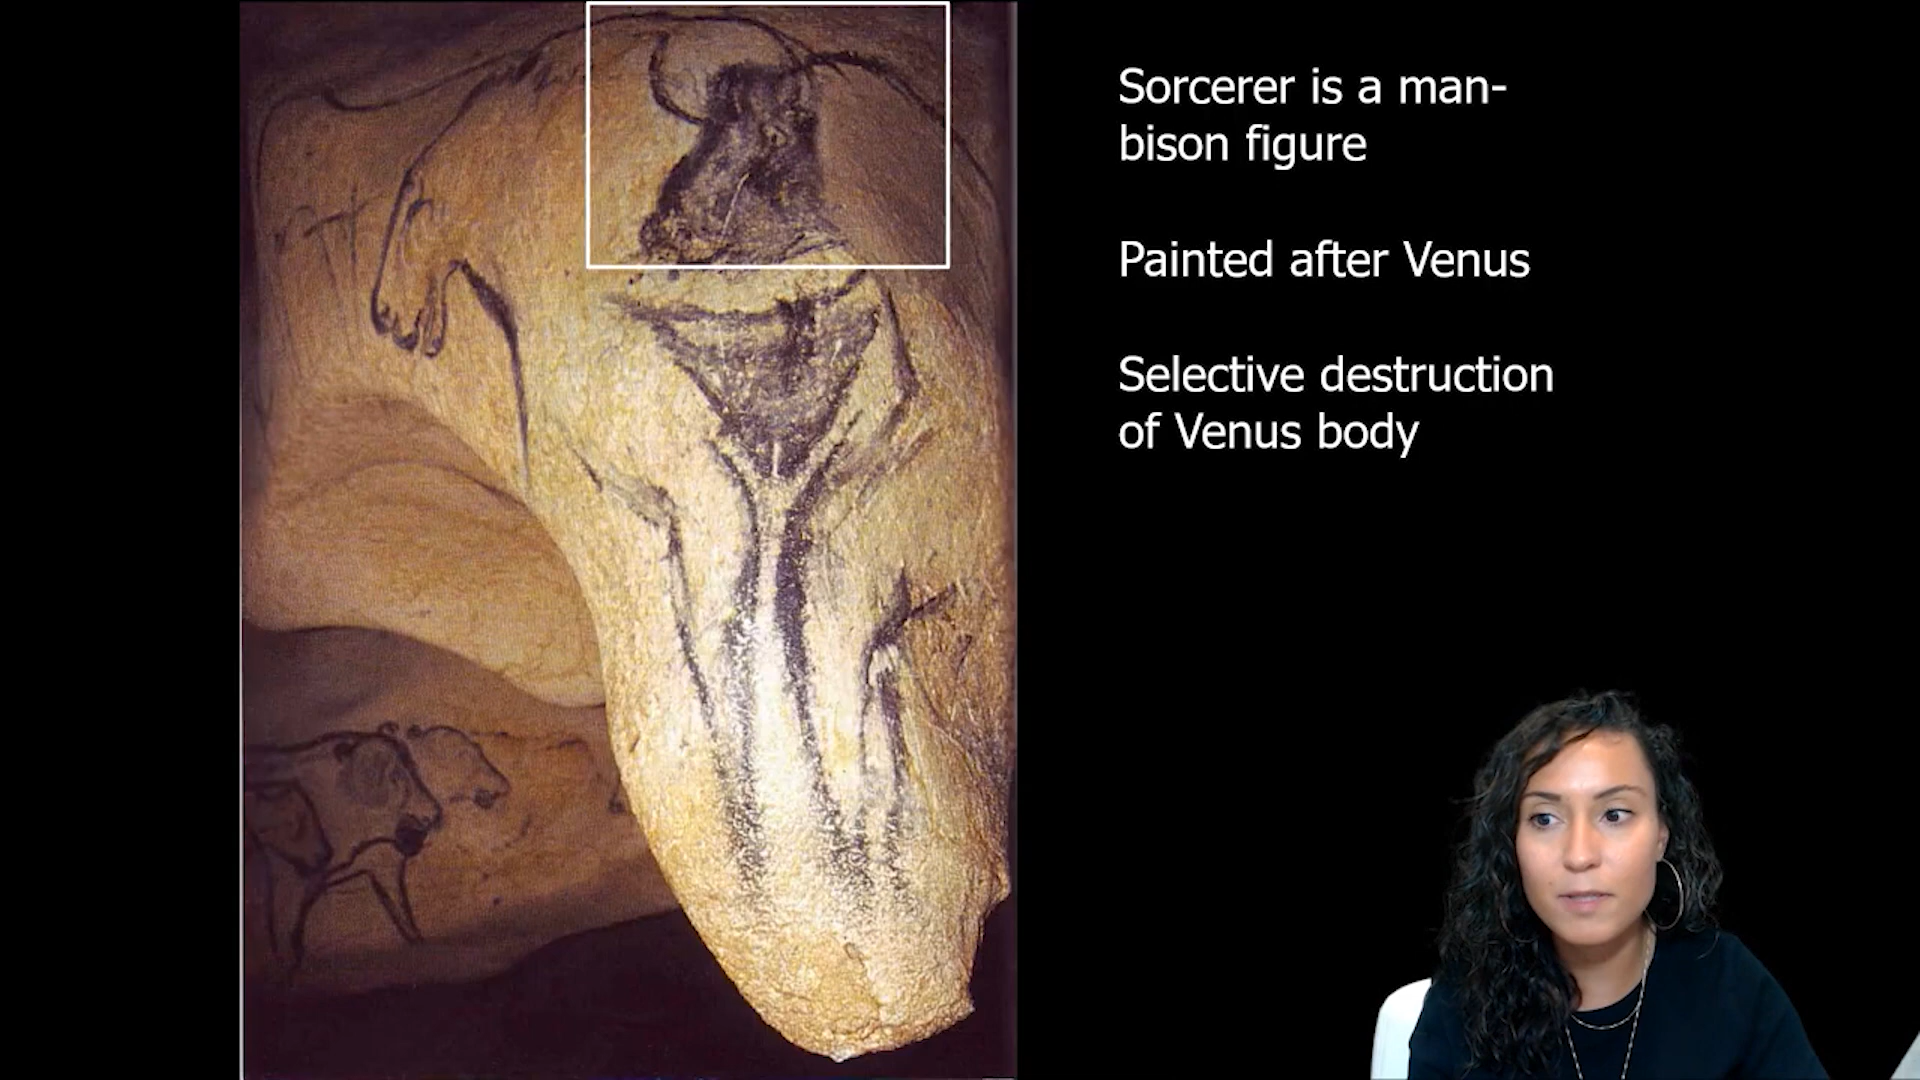 Sorcerer is a man-
bison figure
Painted after Venus
Selective destruction
of Venus body